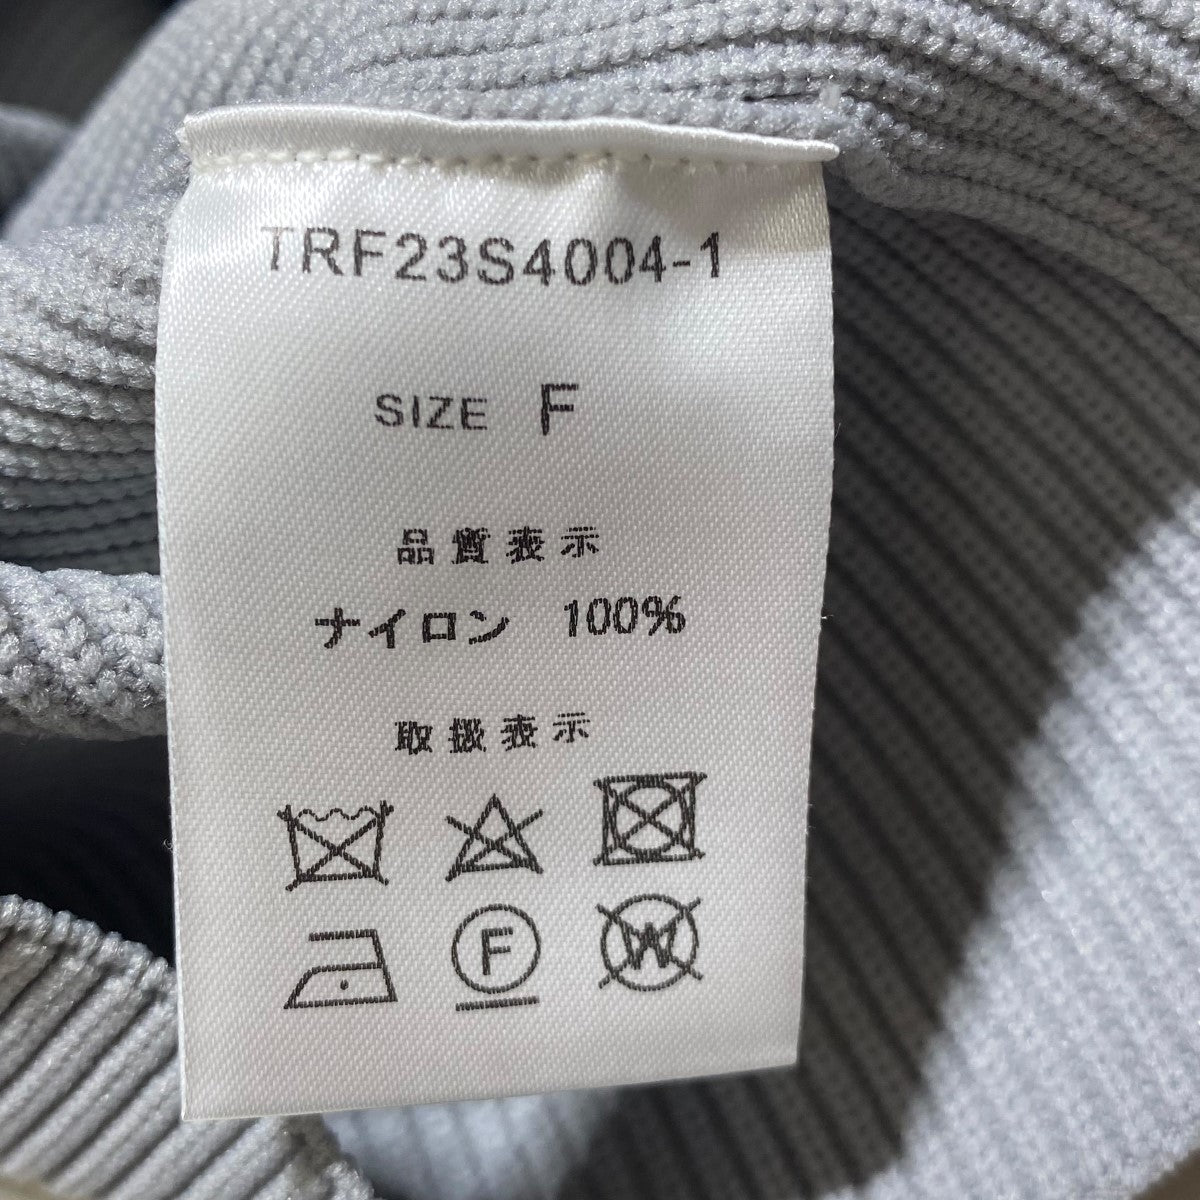 TRF23S4004-1
SIZE F
品質表示
ナイロン 100%
取扱表示
F W